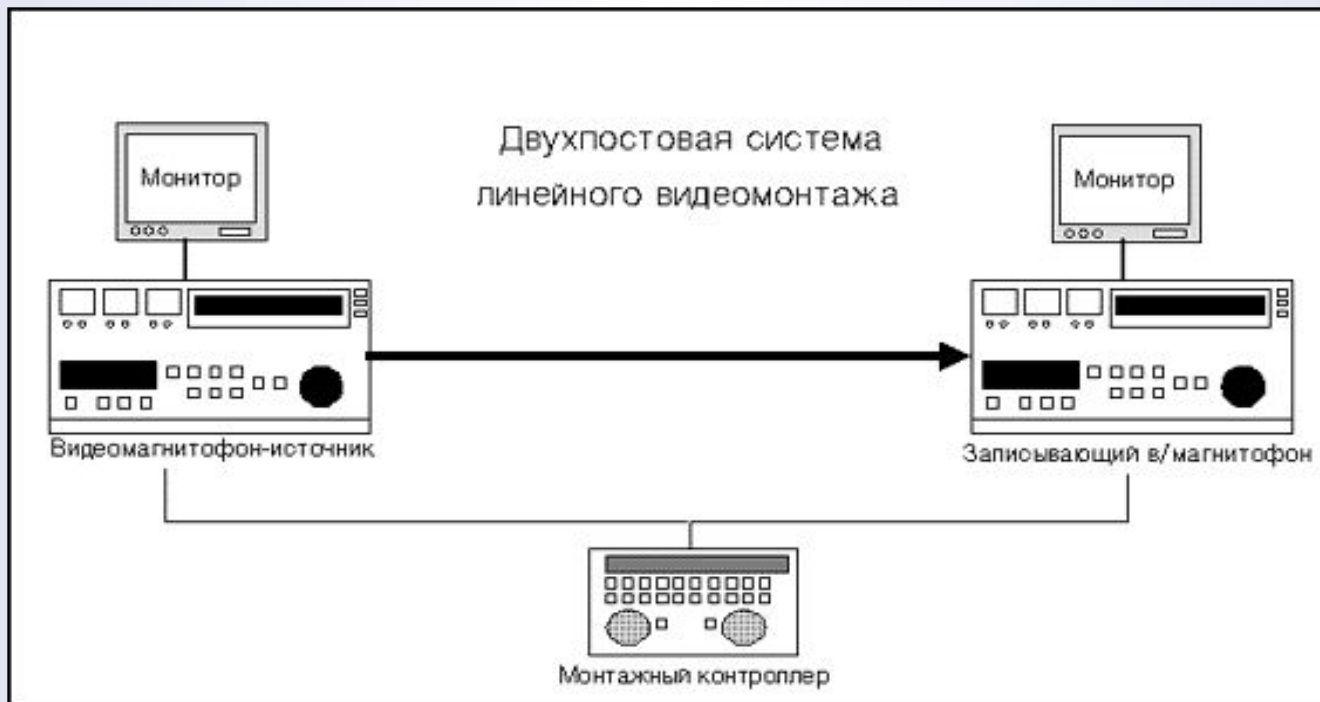 Двухпостовая система
линейного видеомонтажа
Монитор
Монитор
Видеомагнитофон-источник
Записывающий в/магнитофон
Монтажный контроллер